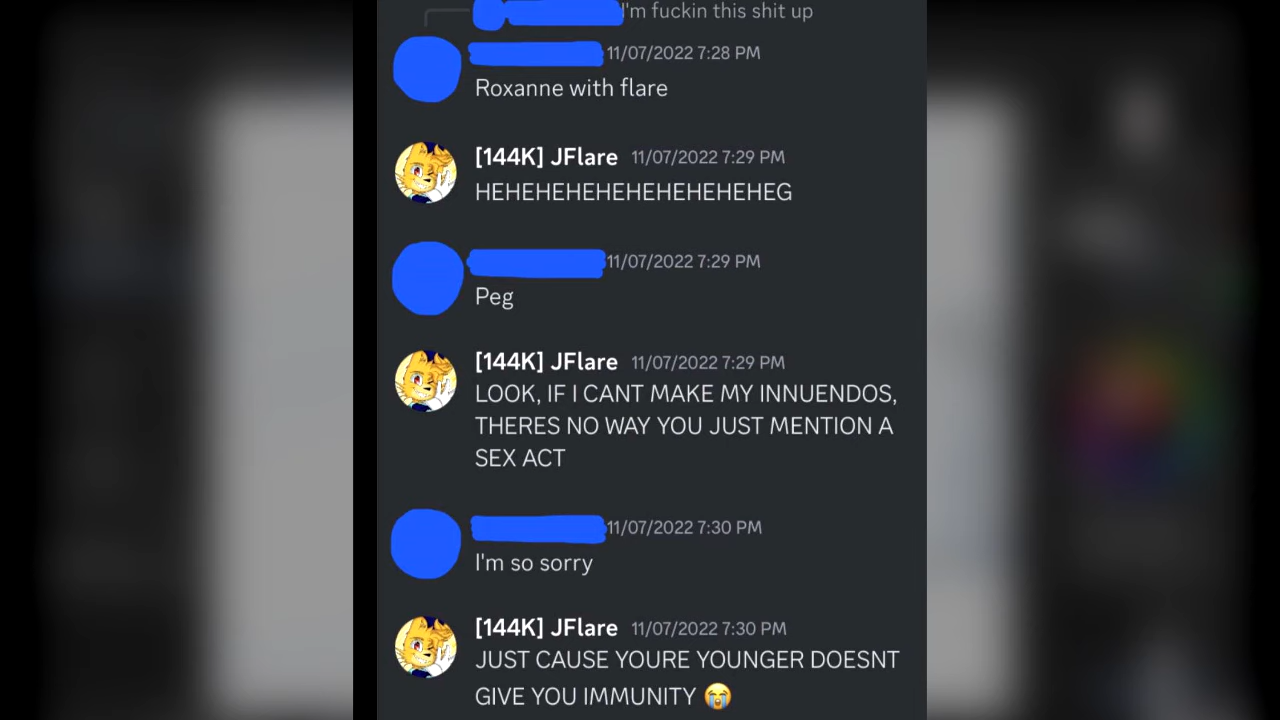 I'm fuckin this shit up
11/07/2022 7:28 PM
Roxanne with flare
[144K] JFlare 11/07/2022 7:29 PM
HEHEHEHEHEHEHEHEHEHEG
11/07/2022 7:29 PM
Peg
[144K] JFlare 11/07/2022 7:29 PM
LOOK, IF I CANT MAKE MY INNUENDOS,
THERES NO WAY YOU JUST MENTION A
SEX ACT
11/07/2022 7:30 PM
I'm so sorry
[144K] JFlare 11/07/2022 7:30 PM
JUST CAUSE YOURE YOUNGER DOESNT
GIVE YOU IMMUNITY 😭